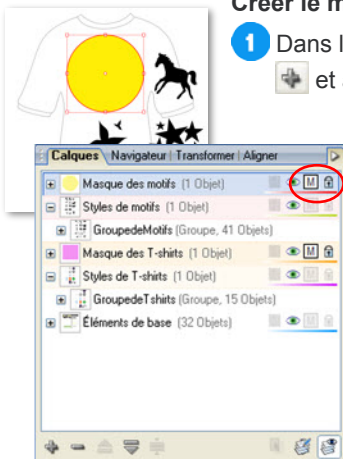 Créer le m
1 Dans l
et a
Calques Navigateur Transformer Aligner
Masque des motifs (1 Objet) M
Styles de motifs (1 Objet) M
GroupedeMotifs (Groupe, 41 Objets)
Masque des T-shirts (1 Objet) M
Styles de T-shirts (1 Objet) M
GroupedeTshirts (Groupe, 15 Objets)
Éléments de base (32 Objets) M